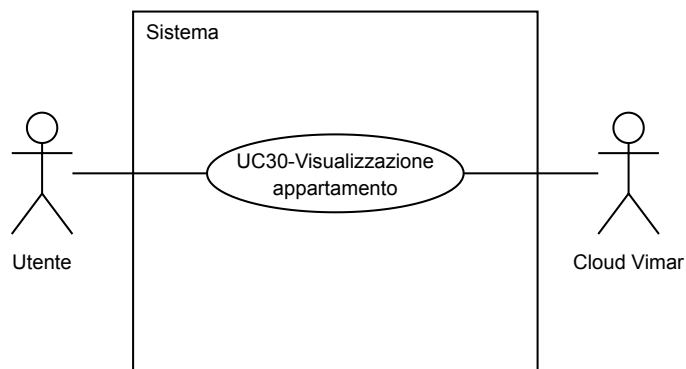 Sistema
UC30-Visualizzazione
appartamento
Utente
Cloud Vimar